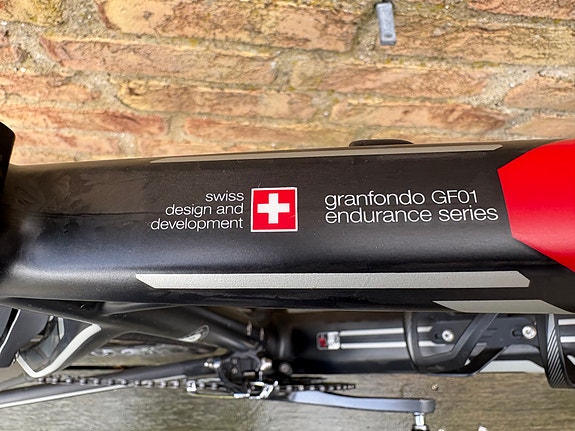 swiss
design and
development
granfondo GF01
endurance series